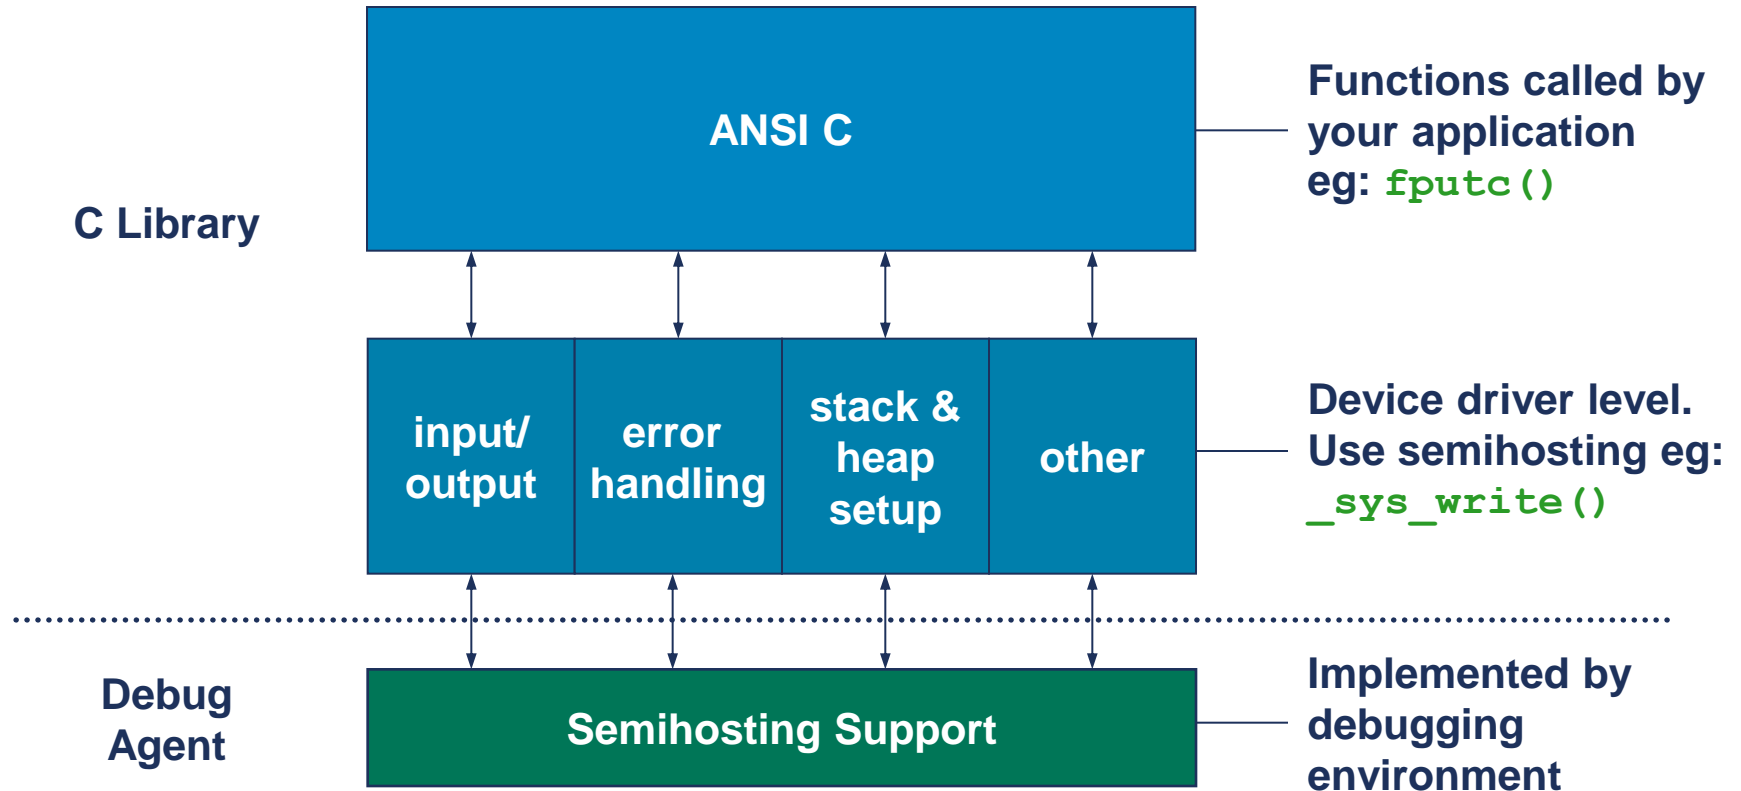 ANSI C
Functions called by
your application
eg: fputc()
C Library
input/
output
error
handling
stack &
heap
setup
other
Device driver level.
Use semihosting eg:
_sys_write()
Debug
Agent
Semihosting Support
Implemented by
debugging
environment